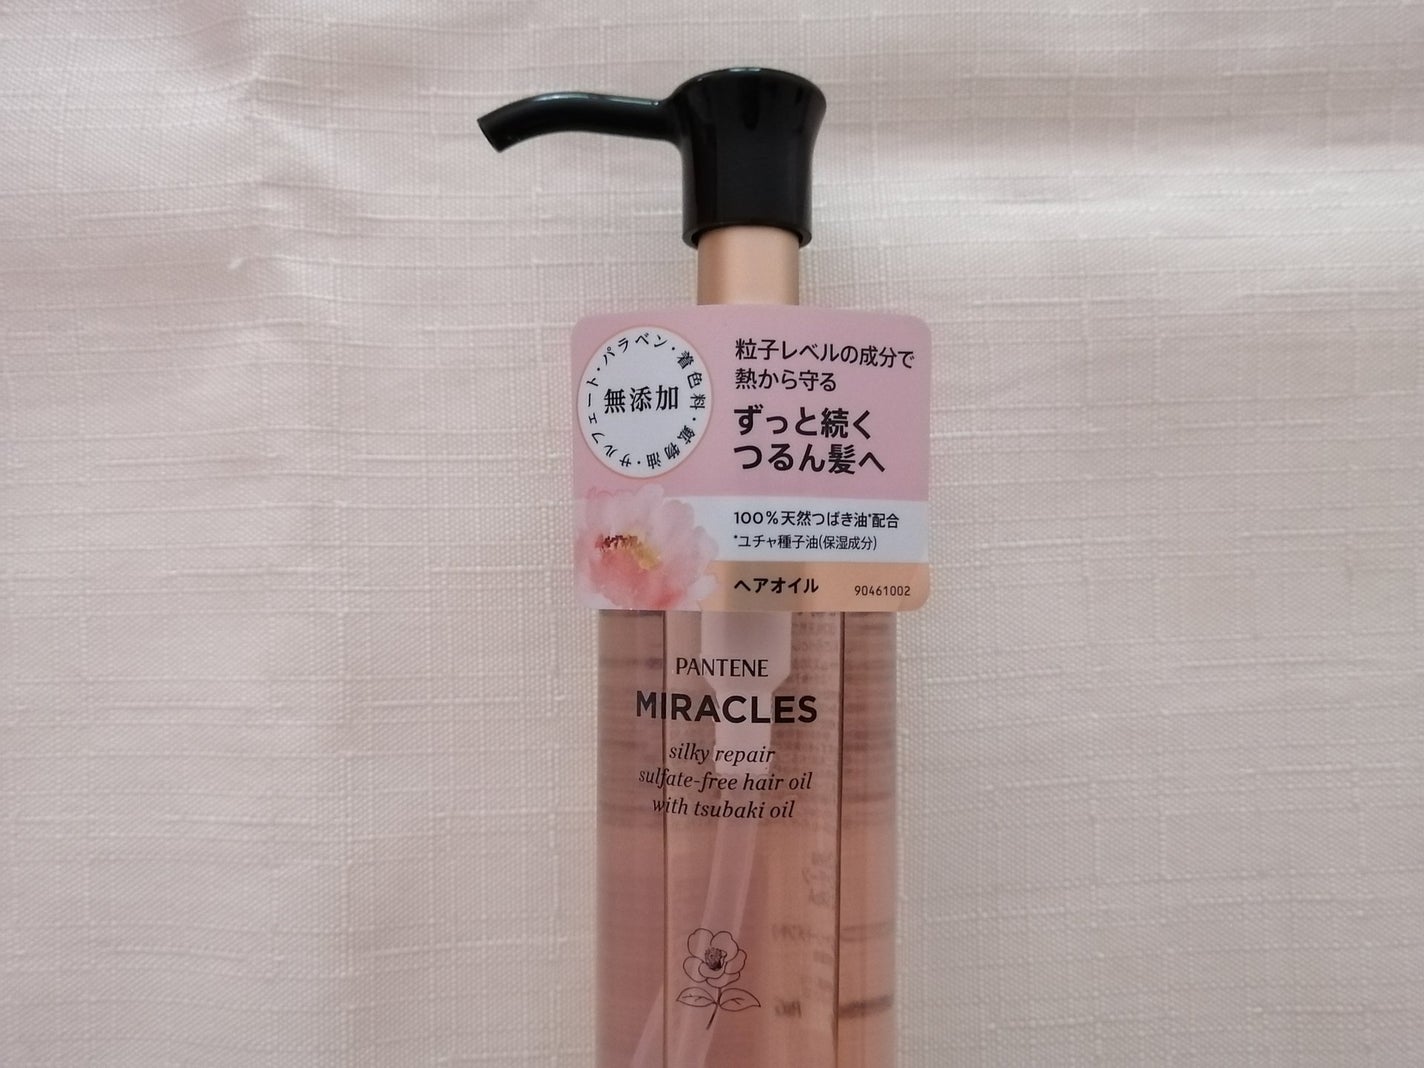 サルフェート・パラベン・着色料・鉱物油・
無添加
粒子レベルの成分で
熱から守る
ずっと続く
つるん髪へ
100%天然つばき油*配合
*ユチャ種子油(保湿成分)
ヘアオイル
90461002
PANTENE
MIRACLES
silky repair
sulfate-free hair oil
with tsubaki oil